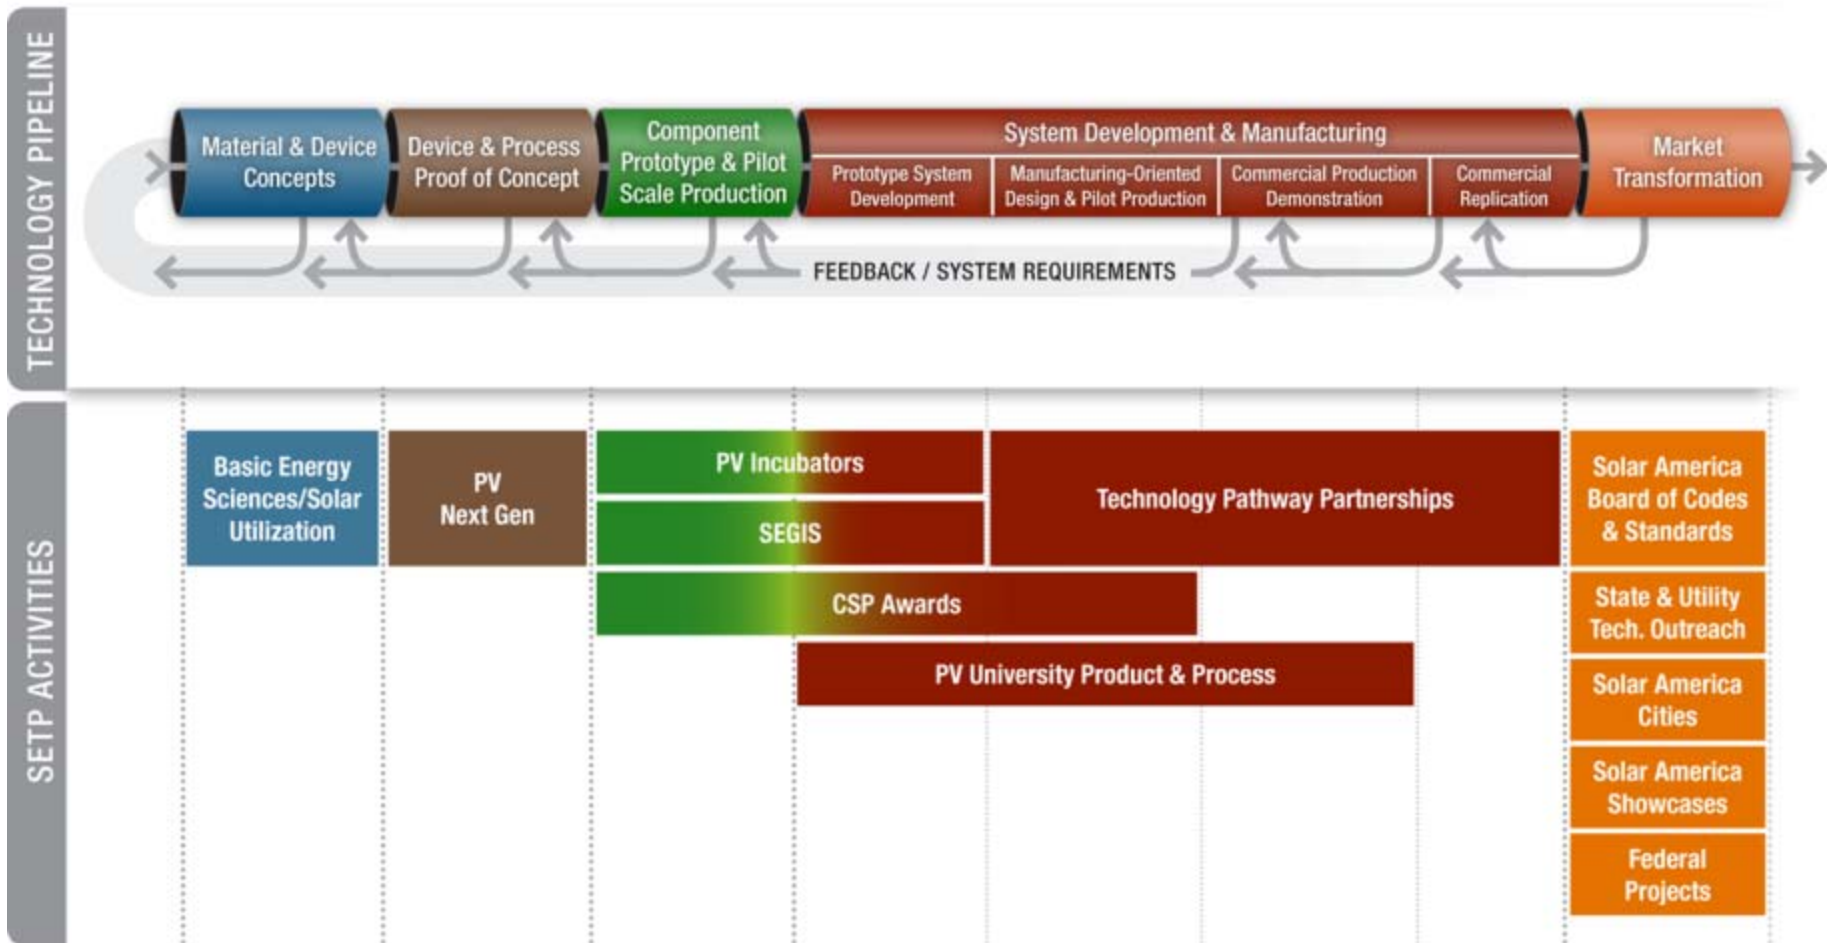 TECHNOLOGY PIPELINE
Material & Device
Concepts
Device & Process
Proof of Concept
Component
Prototype & Pilot
Scale Production
System Development & Manufacturing
Prototype System
Development
Manufacturing-Oriented
Design & Pilot Production
Commercial Production
Demonstration
Commercial
Replication
Market
Transformation
FEEDBACK / SYSTEM REQUIREMENTS
SETP ACTIVITIES
Basic Energy
Sciences/Solar
Utilization
PV
Next Gen
PV Incubators
SEGIS
CSP Awards
PV University Product & Process
Technology Pathway Partnerships
Solar America
Board of Codes
& Standards
State & Utility
Tech. Outreach
Solar America
Cities
Solar America
Showcases
Federal
Projects